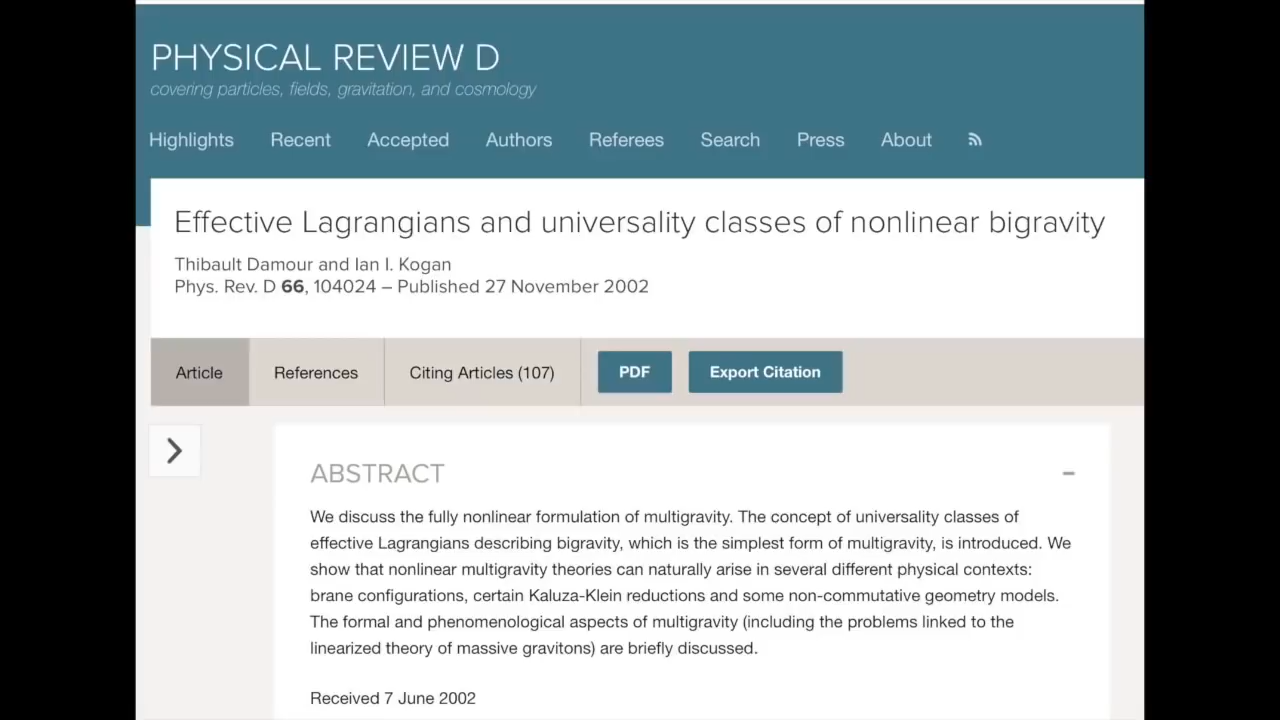 PHYSICAL REVIEW D
covering particles, fields, gravitation, and cosmology
Highlights Recent Accepted Authors Referees Search Press About
Effective Lagrangians and universality classes of nonlinear bigravity
Thibault Damour and Ian I. Kogan
Phys. Rev. D 66, 104024 – Published 27 November 2002
Article References Citing Articles (107) PDF Export Citation
ABSTRACT
We discuss the fully nonlinear formulation of multigravity. The concept of universality classes of
effective Lagrangians describing bigravity, which is the simplest form of multigravity, is introduced. We
show that nonlinear multigravity theories can naturally arise in several different physical contexts:
brane configurations, certain Kaluza-Klein reductions and some non-commutative geometry models.
The formal and phenomenological aspects of multigravity (including the problems linked to the
linearized theory of massive gravitons) are briefly discussed.
Received 7 June 2002